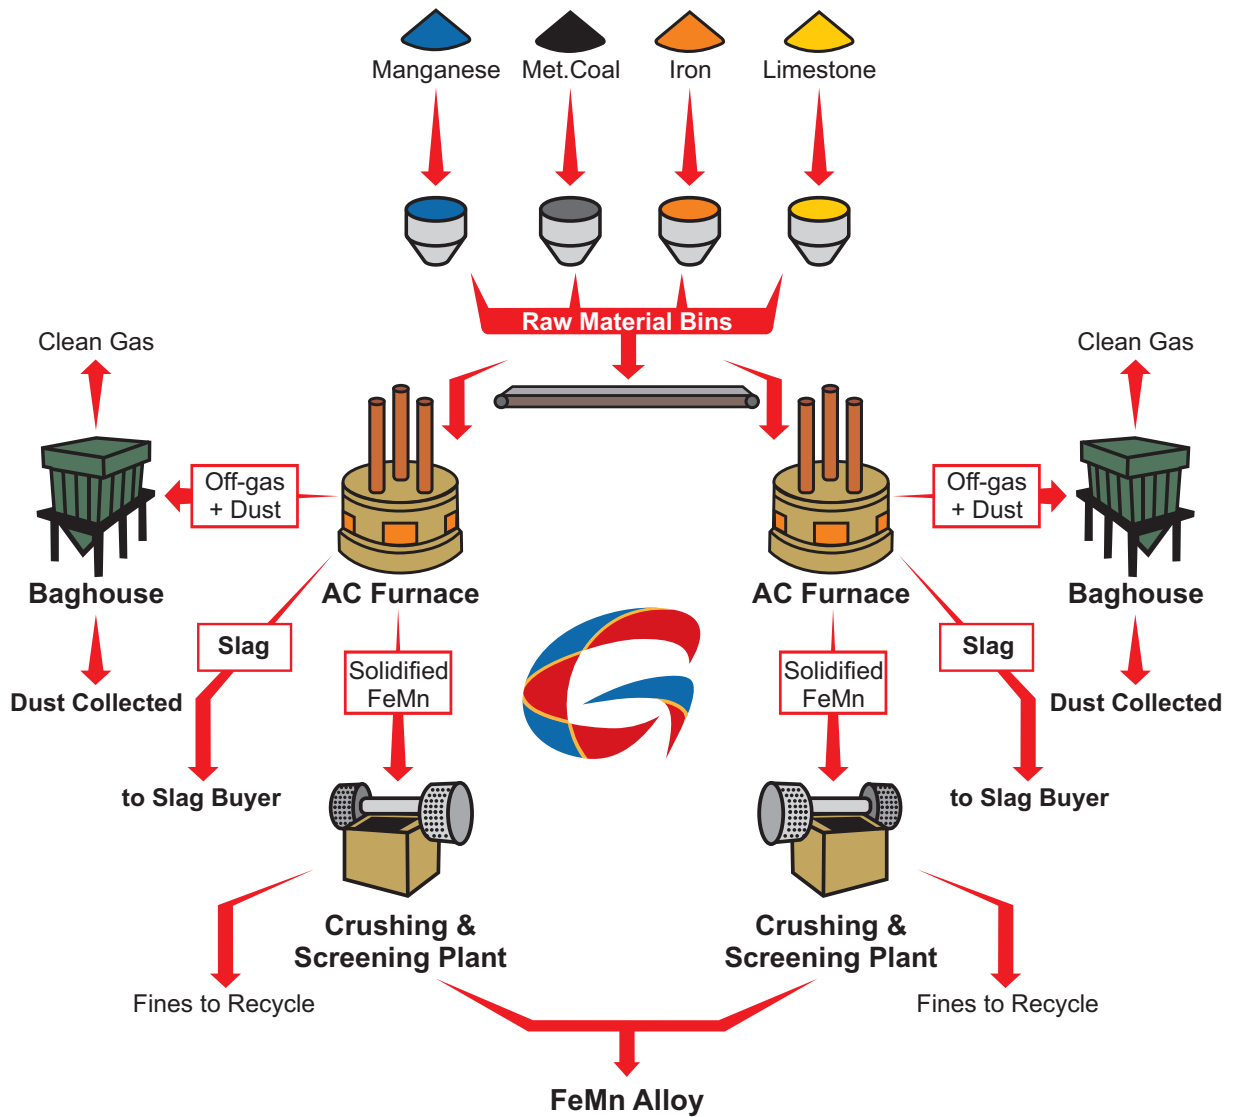 Manganese
Met.Coal
Iron
Limestone
Raw Material Bins
Clean Gas
Clean Gas
Off-gas
+ Dust
Off-gas
+ Dust
Baghouse
AC Furnace
AC Furnace
Baghouse
Slag
Solidified
FeMn
Solidified
FeMn
Slag
Dust Collected
Dust Collected
to Slag Buyer
to Slag Buyer
Crushing &
Screening Plant
Crushing &
Screening Plant
Fines to Recycle
Fines to Recycle
FeMn Alloy